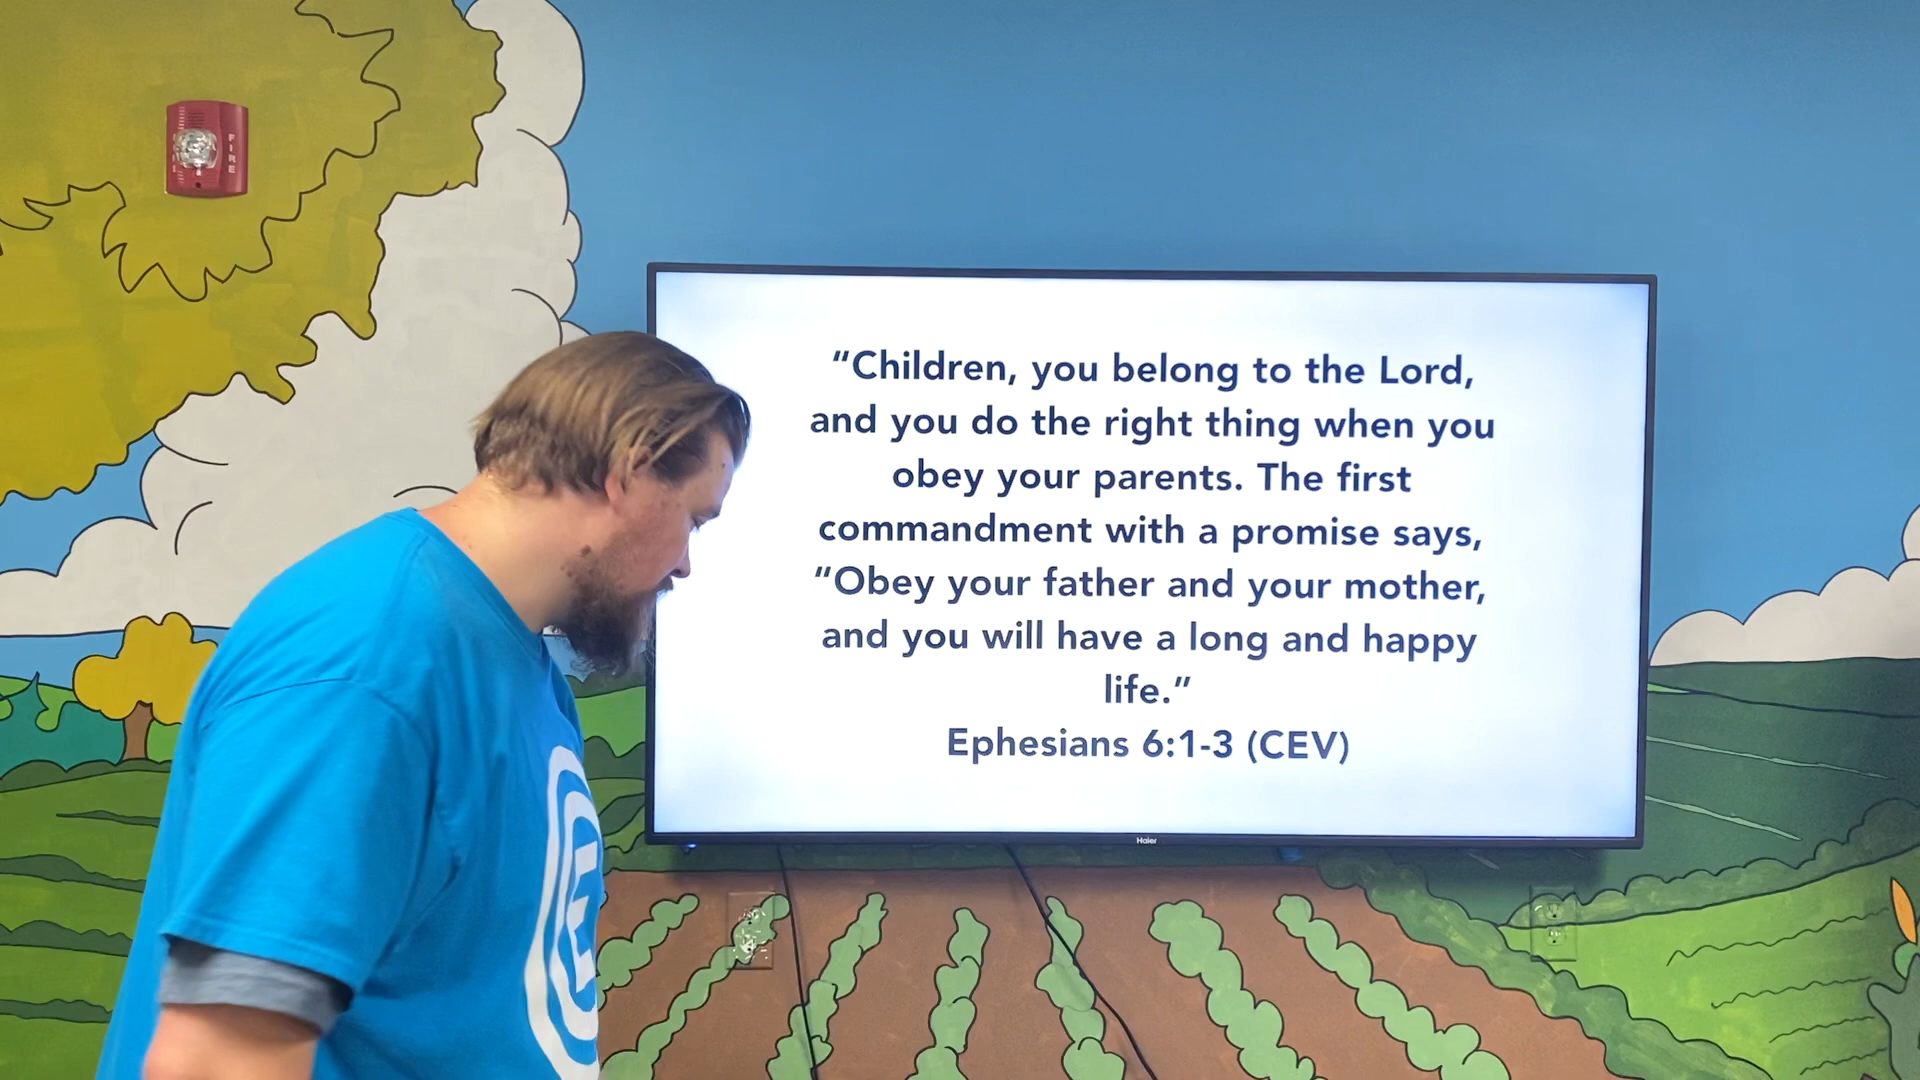 FIRE
“Children, you belong to the Lord,
and you do the right thing when you
obey your parents. The first
commandment with a promise says,
“Obey your father and your mother,
and you will have a long and happy
life.”
Ephesians 6:1-3 (CEV)
Haier
E